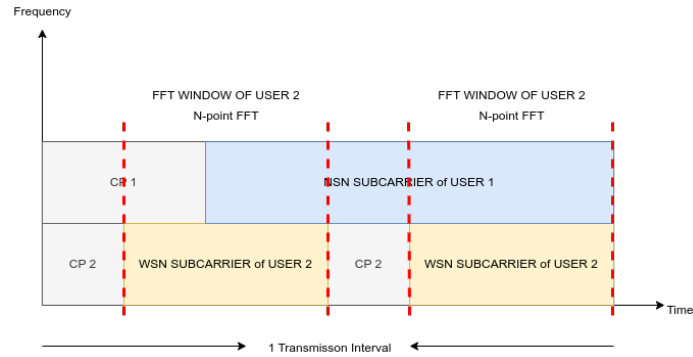 Frequency
FFT WINDOW OF USER 2
N-point FFT
FFT WINDOW OF USER 2
N-point FFT
CP 1
NSN SUBCARRIER of USER 1
CP 2
WSN SUBCARRIER of USER 2
CP 2
WSN SUBCARRIER of USER 2
Time
1 Transmisson Interval